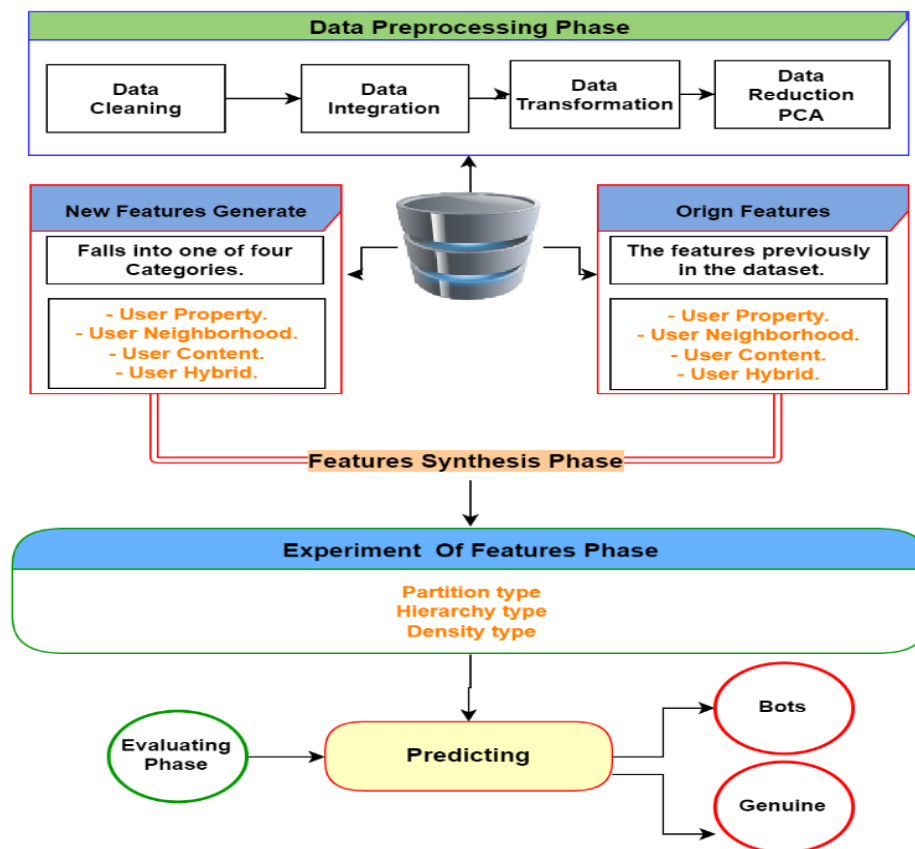 Data Preprocessing Phase
Data
Cleaning
Data
Integration
Data
Transformation
Data
Reduction
PCA
New Features Generate
Falls into one of four
Categories.
- User Property.
- User Neighborhood.
- User Content.
- User Hybrid.
Orign Features
The features previously
in the dataset.
- User Property.
- User Neighborhood.
- User Content.
- User Hybrid.
Features Synthesis Phase
Experiment Of Features Phase
Partition type
Hierarchy type
Density type
Evaluating
Phase
Predicting
Bots
Genuine